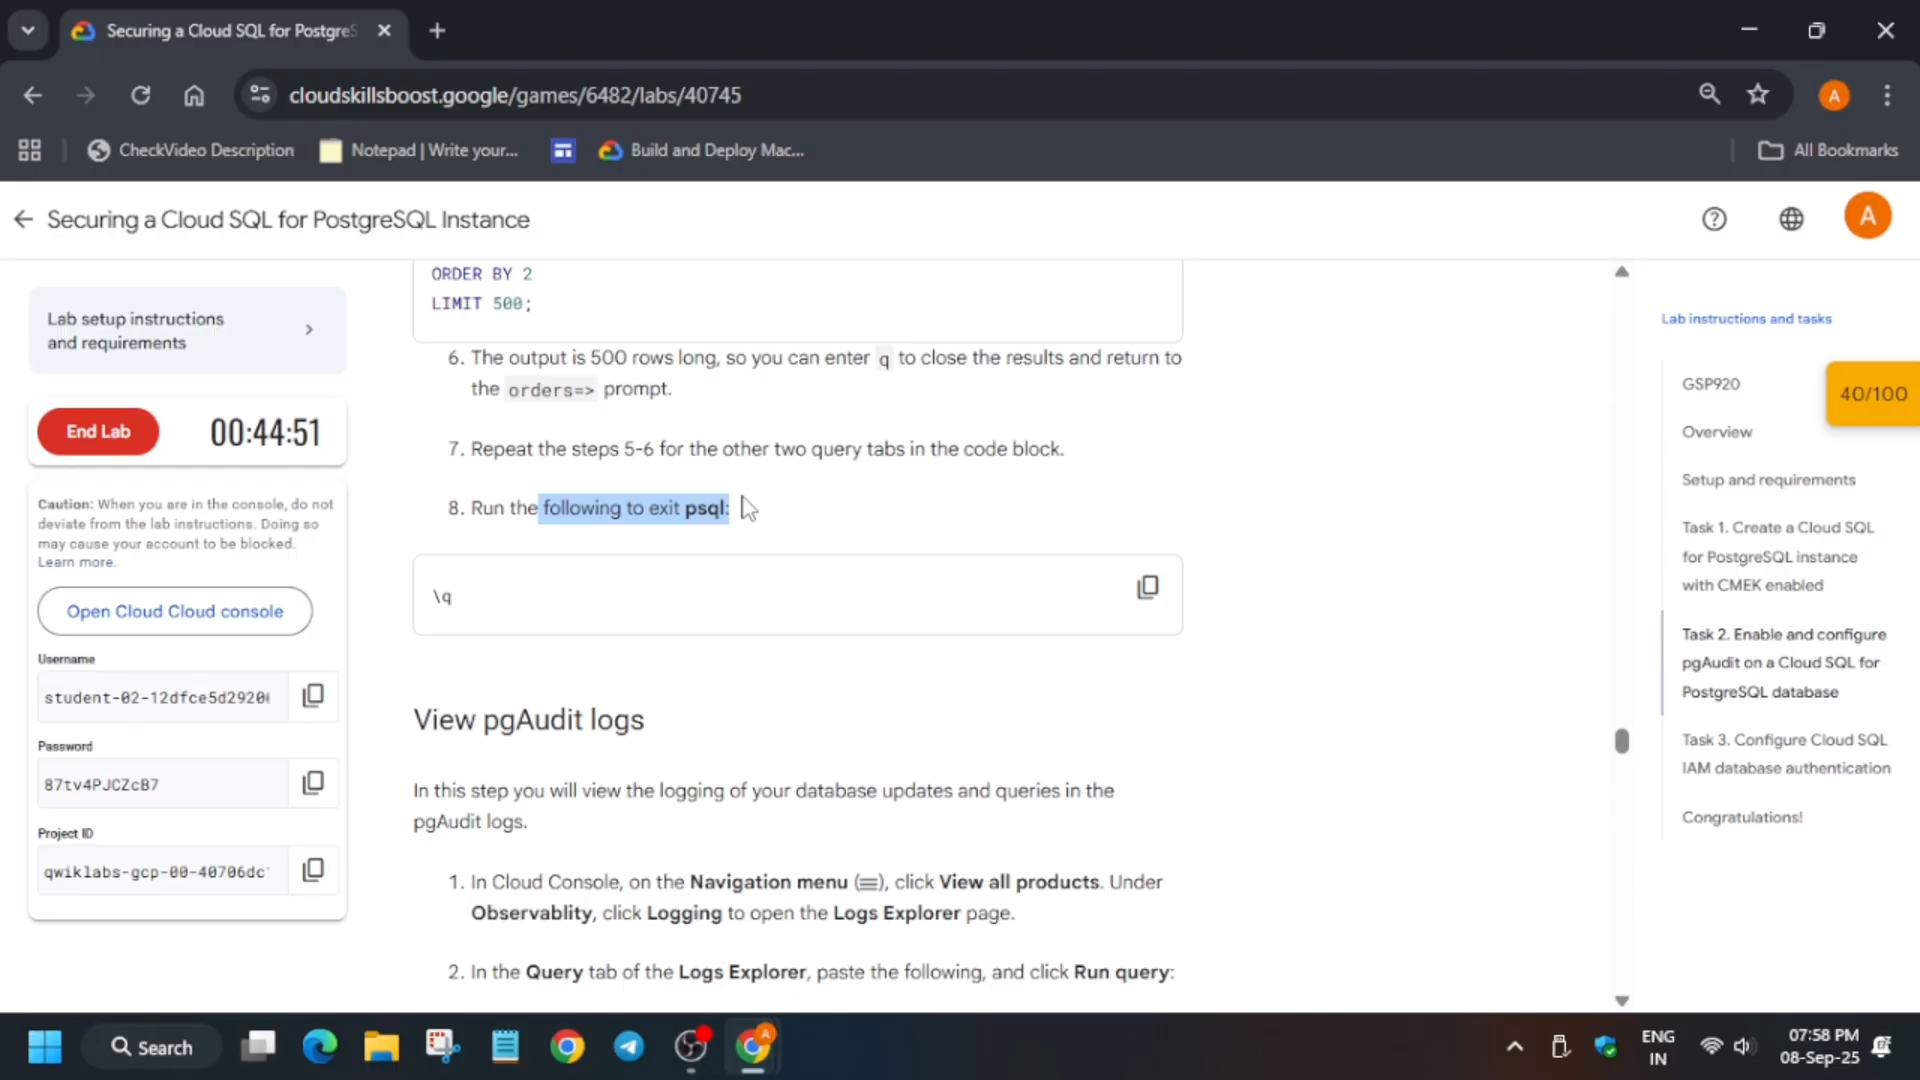 Securing a Cloud SQL for PostgreS
cloudskillsboost.google/games/6482/labs/40745
A
CheckVideo Description
Notepad | Write your...
Build and Deploy Mac...
All Bookmarks
Securing a Cloud SQL for PostgreSQL Instance
A
Lab setup instructions
and requirements
End Lab
00:44:51
Caution: When you are in the console, do not
deviate from the lab instructions. Doing so
may cause your account to be blocked.
Learn more.
Open Cloud Cloud console
Username
student-02-12dfce5d2920
Password
87tv4PJCZcB7
Project ID
qwiklabs-gcp-00-40706dc
ORDER BY 2
LIMIT 500;
6. The output is 500 rows long, so you can enter q to close the results and return to
the orders=> prompt.
7. Repeat the steps 5-6 for the other two query tabs in the code block.
8. Run the following to exit psql:
\q
View pgAudit logs
In this step you will view the logging of your database updates and queries in the
pgAudit logs.
1. In Cloud Console, on the Navigation menu (≡), click View all products. Under
Observablity, click Logging to open the Logs Explorer page.
2. In the Query tab of the Logs Explorer, paste the following, and click Run query:
Lab instructions and tasks
GSP920
40/100
Overview
Setup and requirements
Task 1. Create a Cloud SQL
for PostgreSQL instance
with CMEK enabled
Task 2. Enable and configure
pgAudit on a Cloud SQL for
PostgreSQL database
Task 3. Configure Cloud SQL
IAM database authentication
Congratulations!
Search
A
ENG
IN
07:58 PM
08-Sep-25